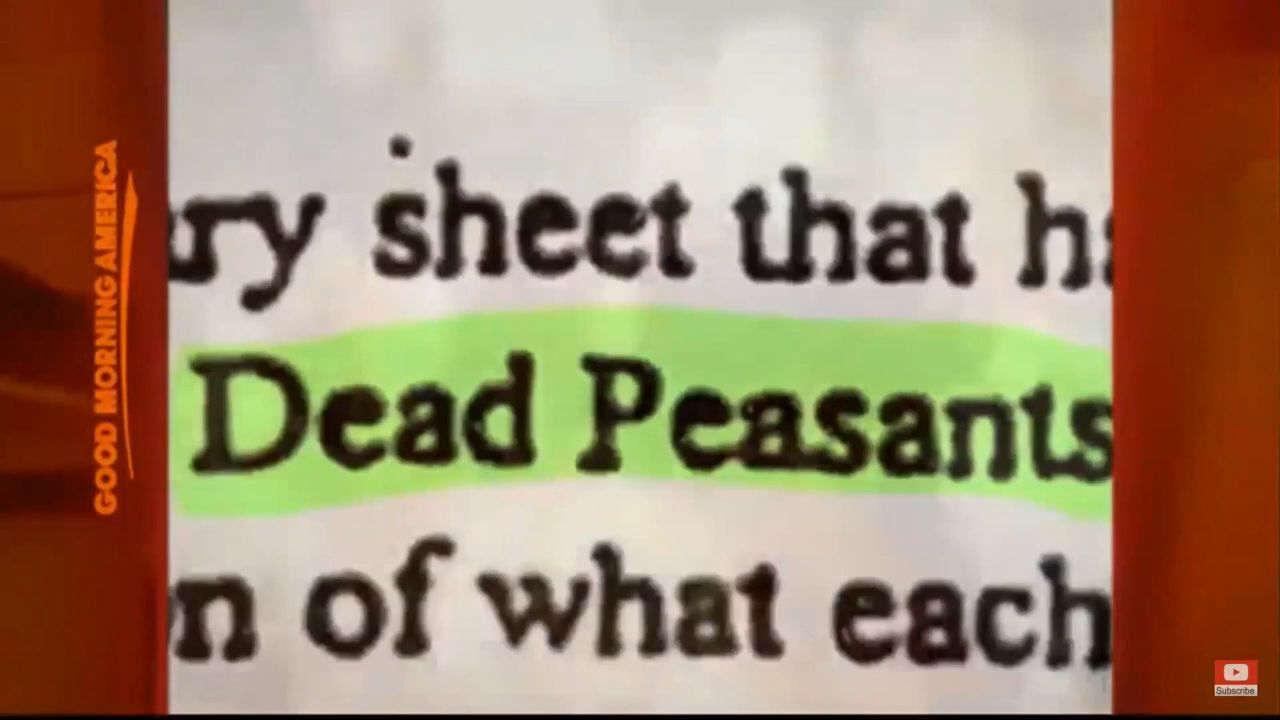 GOOD MORNING AMERICA
sheet that
Dead Peasants
of what each
Subscribe